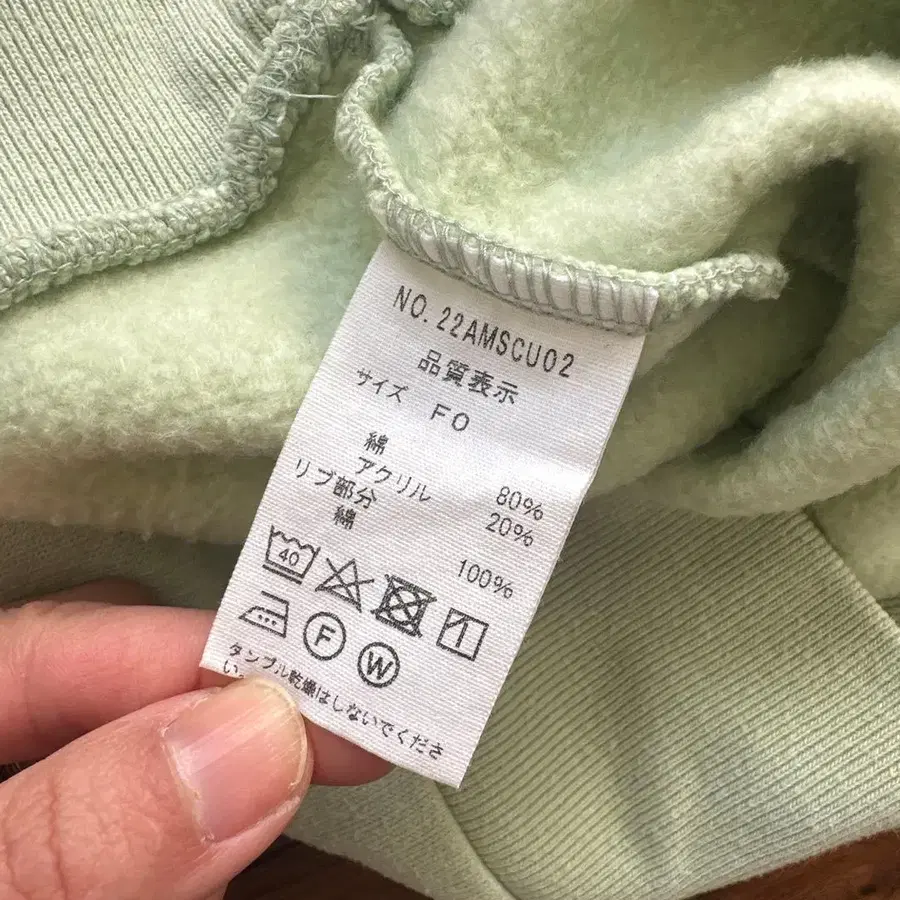 NO.22AMSCU02
品質表示
サイズ FO
綿 80%
アクリル 20%
リブ部分
綿 100%
40
F W
タンブル乾燥はしないでくださ
い。